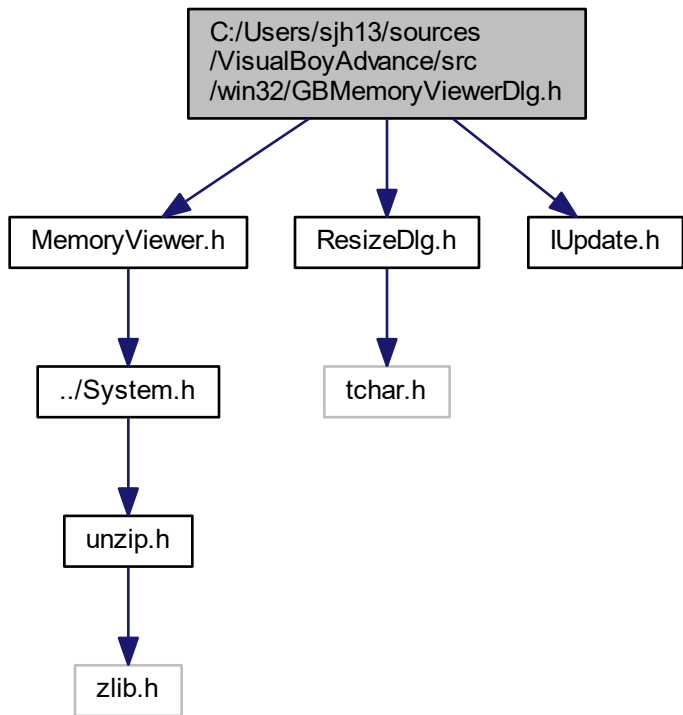 C:/Users/sjh13/sources
/VisualBoyAdvance/src
/win32/GBMemoryViewerDlg.h
MemoryViewer.h
ResizeDlg.h
IUpdate.h
../System.h
tchar.h
unzip.h
zlib.h